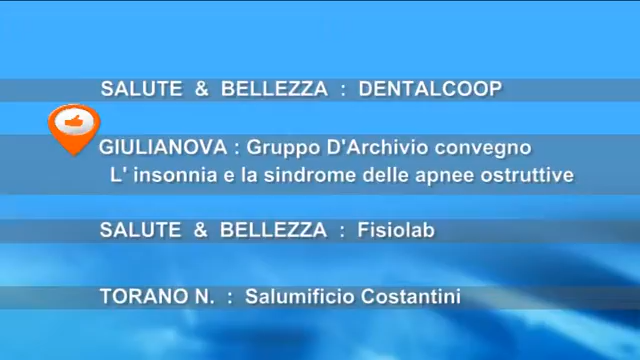 SALUTE & BELLEZZA : DENTALCOOP
GIULIANOVA : Gruppo D'Archivio convegno
L' insonnia e la sindrome delle apnee ostruttive
SALUTE & BELLEZZA : Fisiolab
TORANO N. : Salumificio Costantini